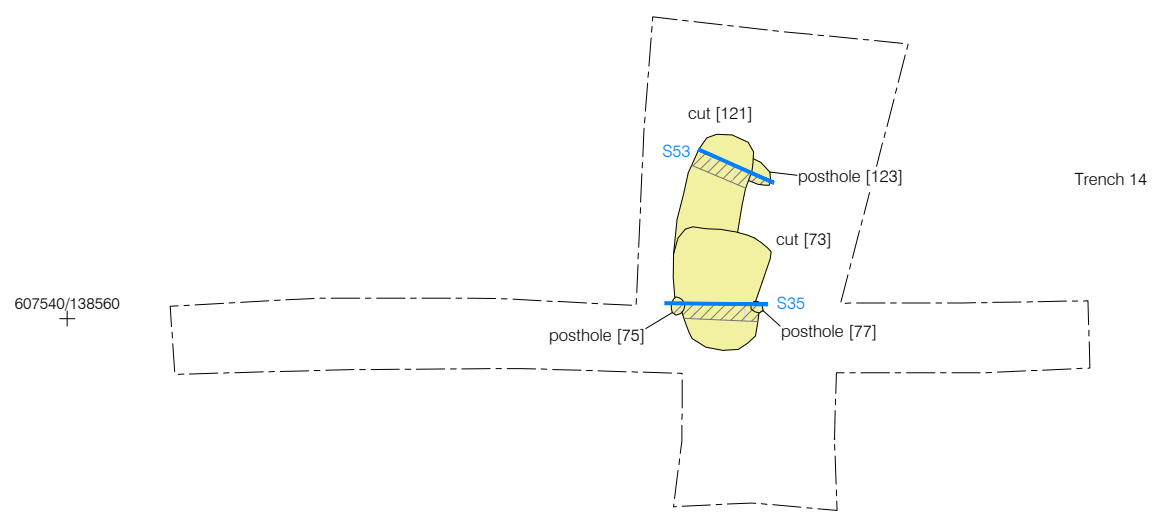 cut [121]
S53
posthole [123]
Trench 14
cut [73]
607540/138560
S35
posthole [75]
posthole [77]